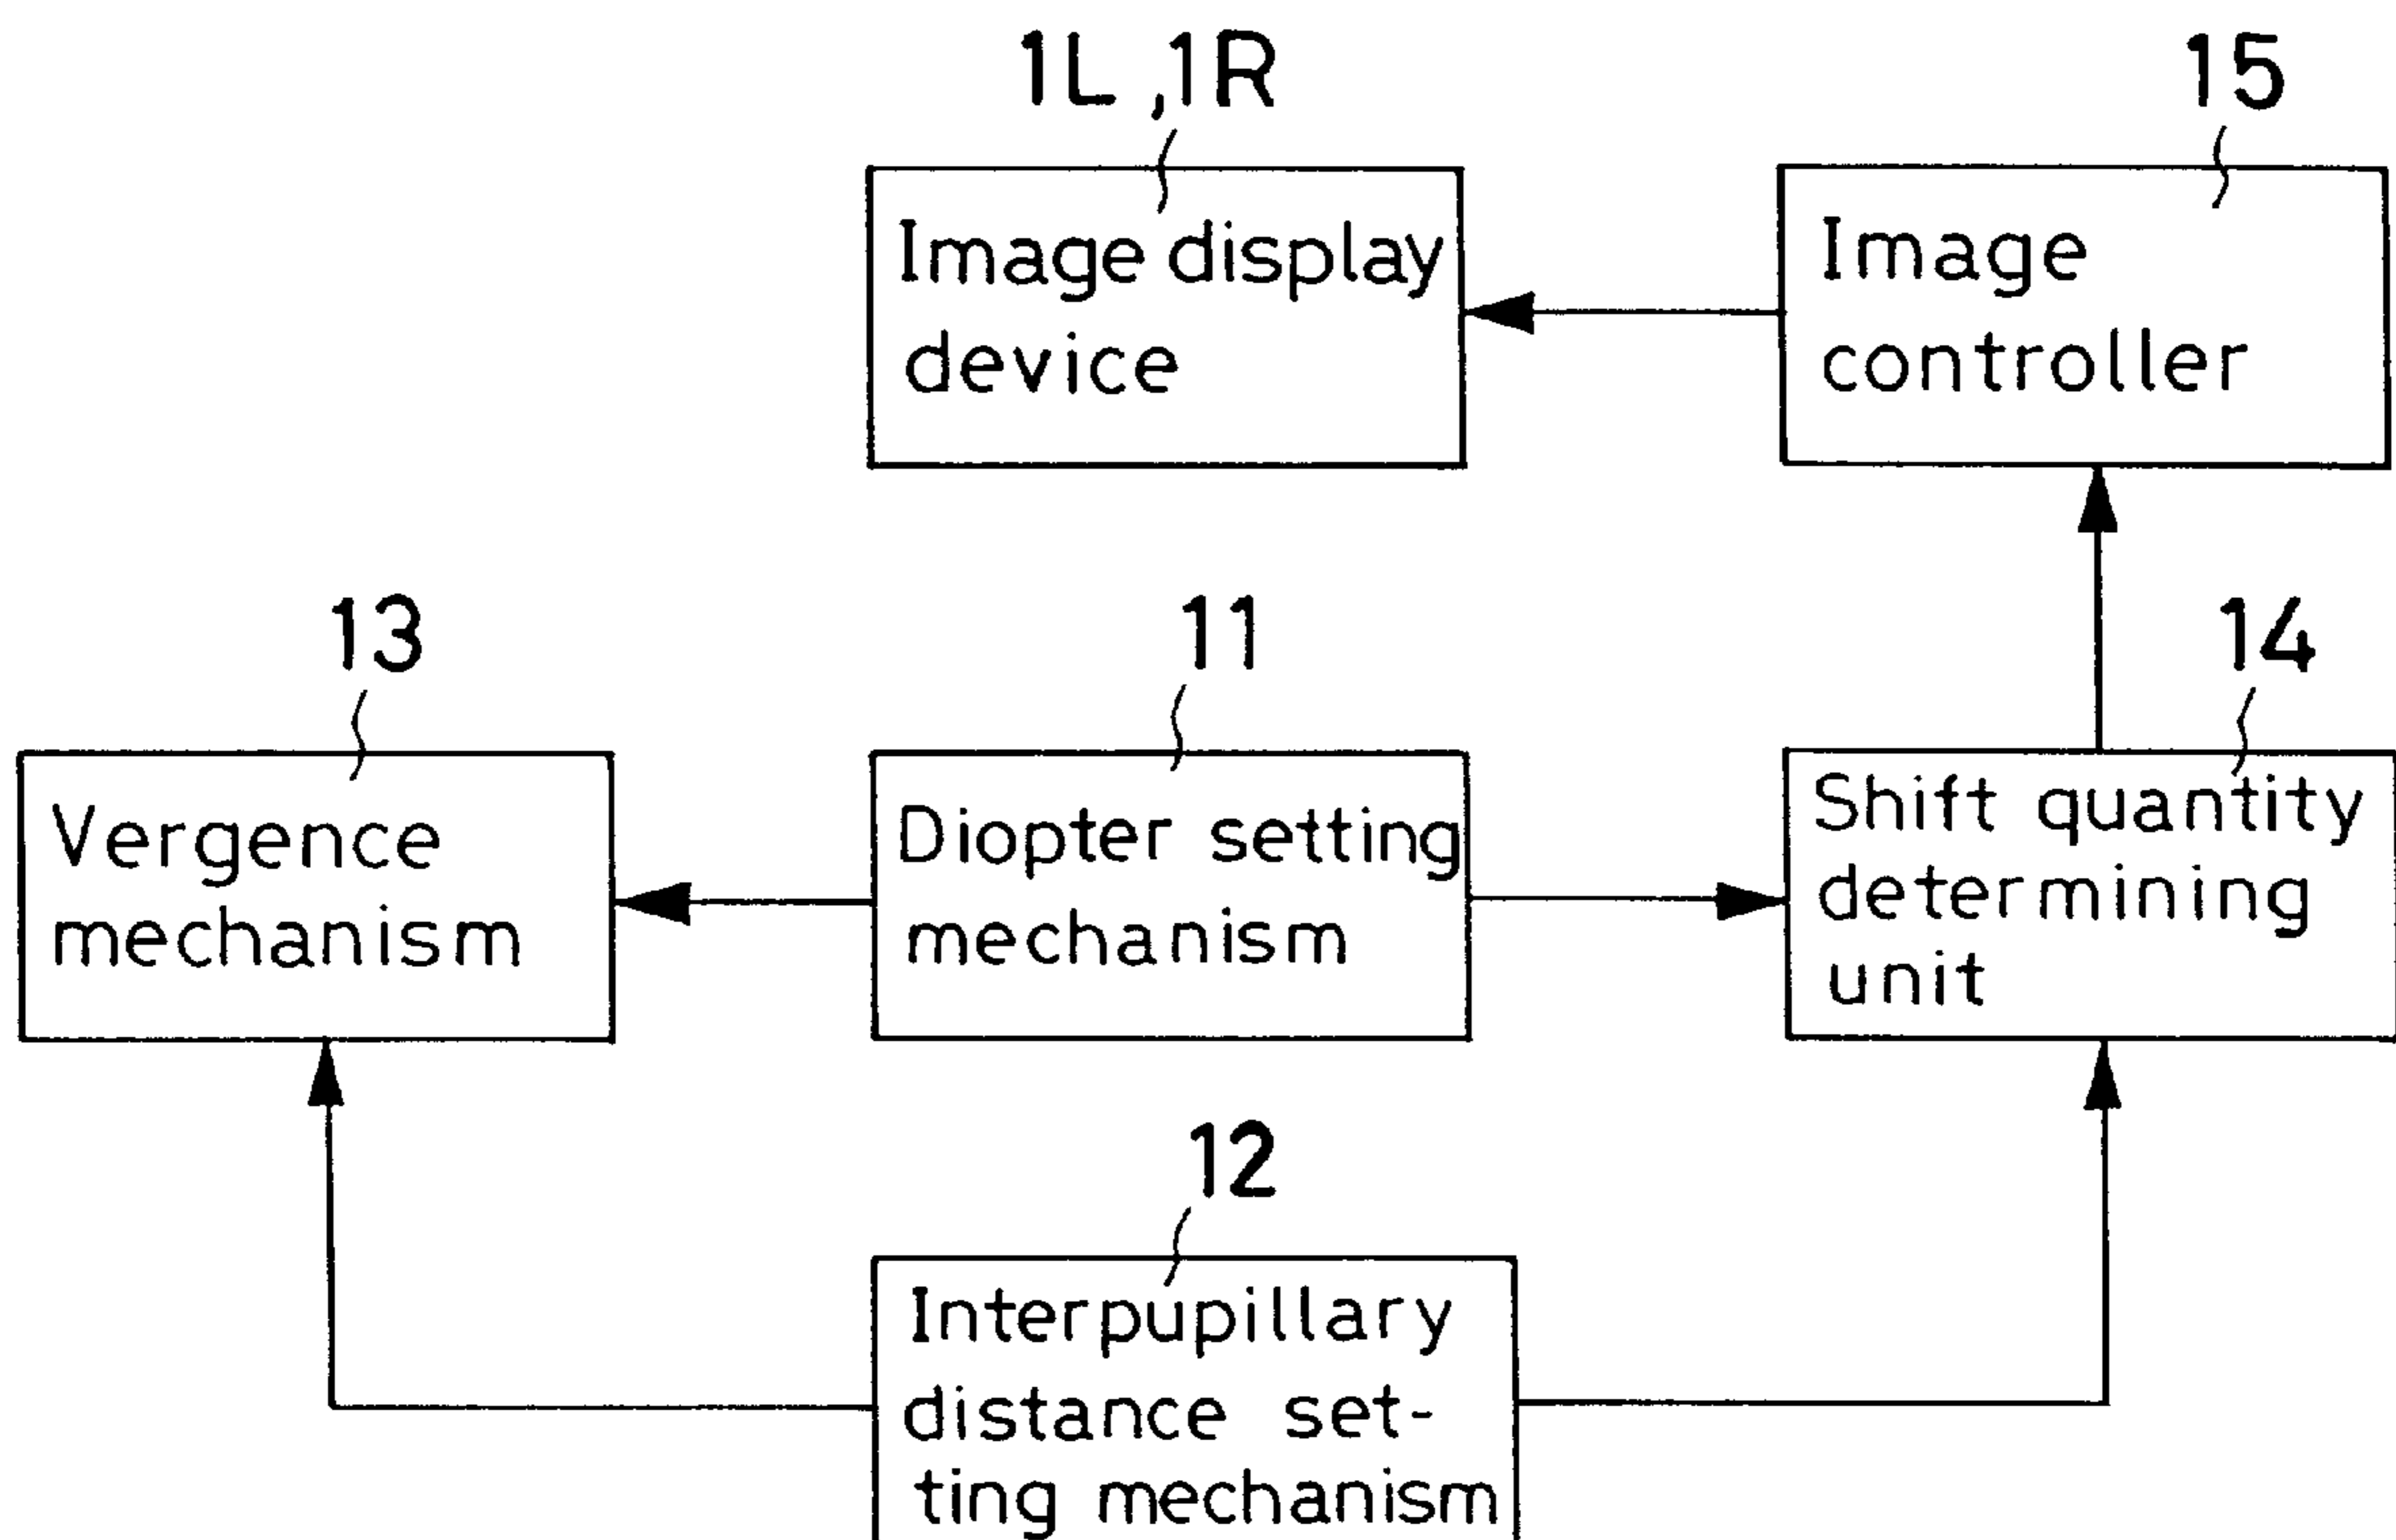 1L ,1R
15
Image display
device
Image
controller
13
11
14
Vergence
mechanism
Diopter setting
mechanism
Shift quantity
determining
unit
12
Interpupillary
distance set-
ting mechanism